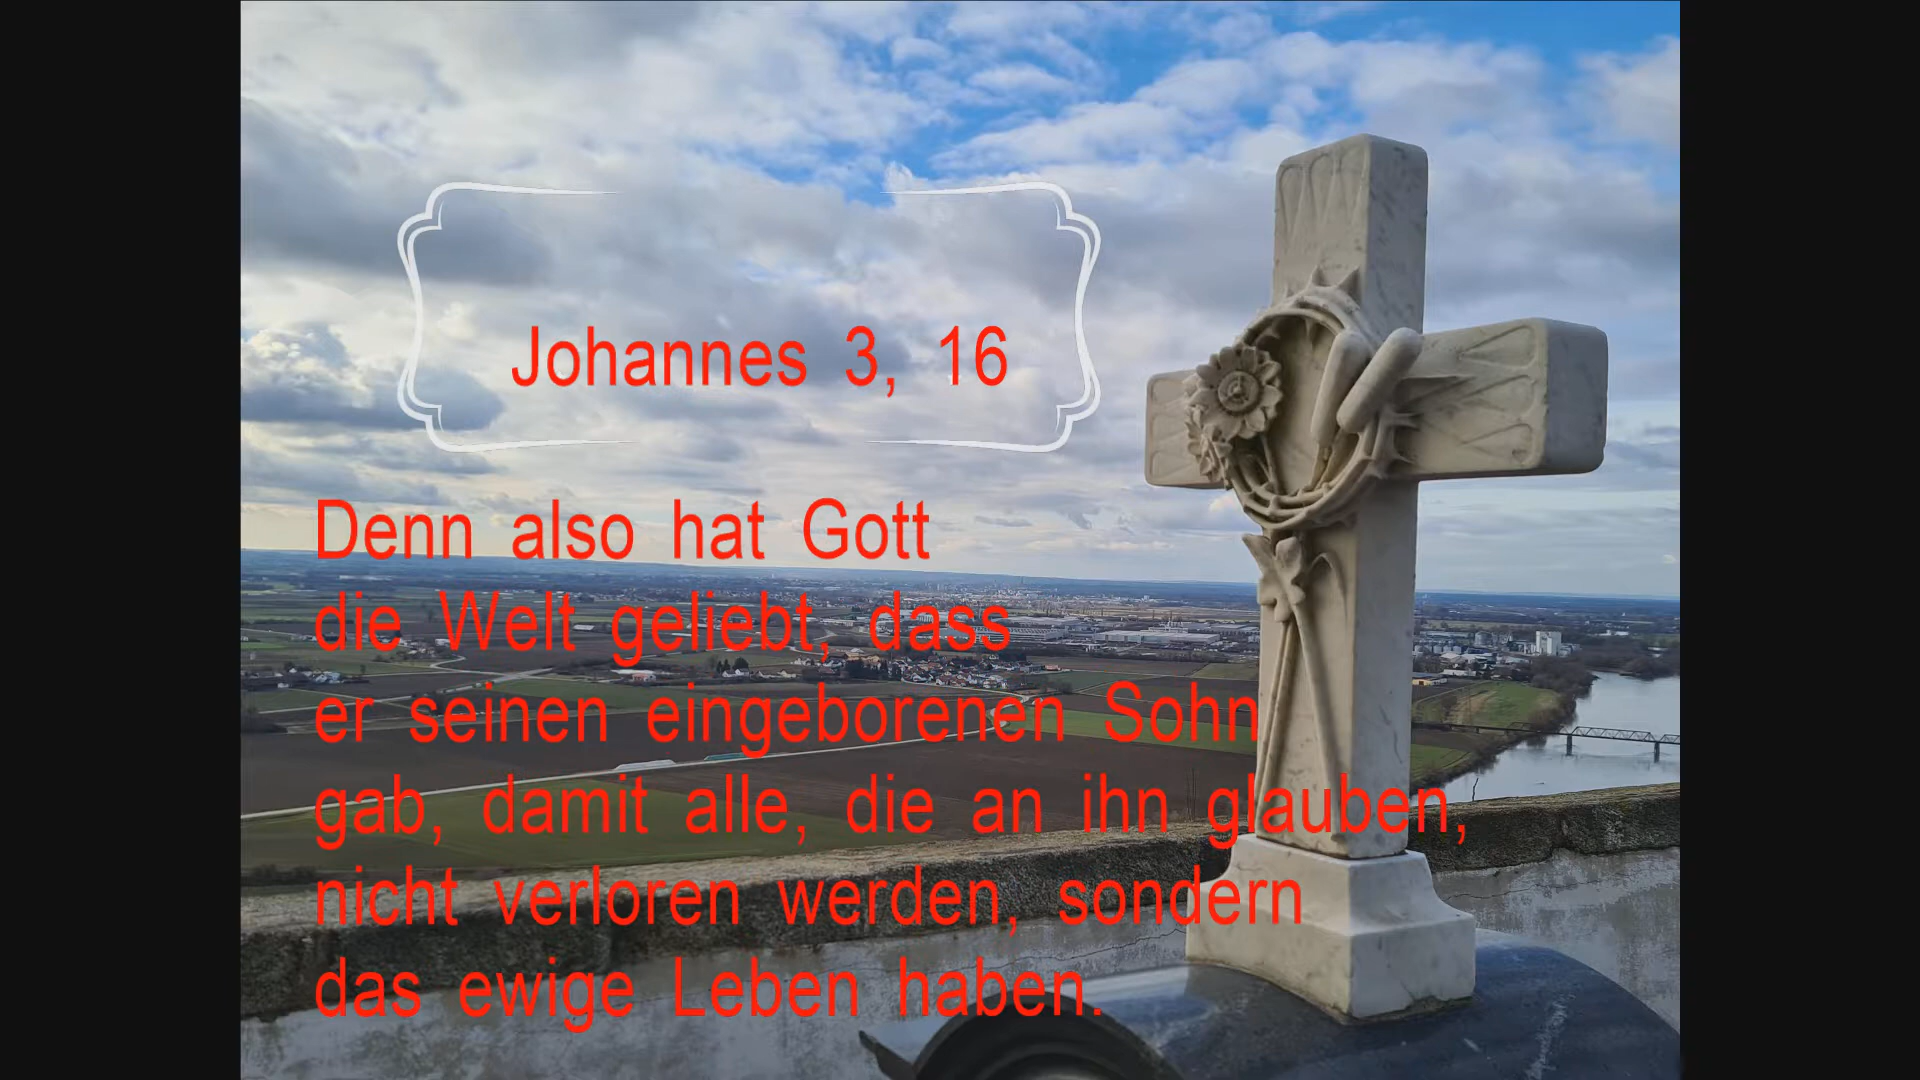 Johannes 3, 16
Denn also hat Gott
die Welt geliebt, dass
er seinen eingeborenen Sohn
gab, damit alle, die an ihn glauben,
nicht verloren werden, sondern
das ewige Leben haben.